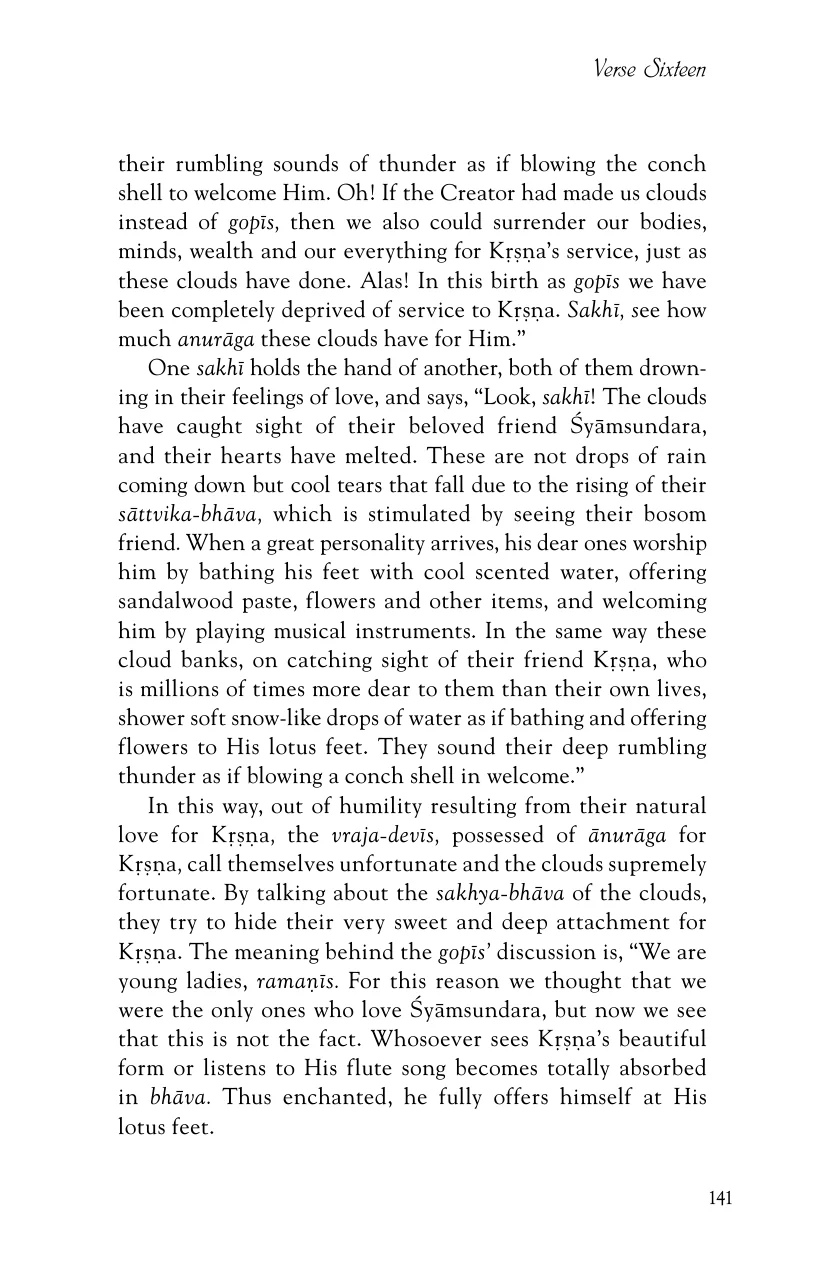 Verse Sixteen
their rumbling sounds of thunder as if blowing the conch
shell to welcome Him. Oh! If the Creator had made us clouds
instead of gopīs, then we also could surrender our bodies,
minds, wealth and our everything for Kṛṣṇa’s service, just as
these clouds have done. Alas! In this birth as gopīs we have
been completely deprived of service to Kṛṣṇa. Sakhī, see how
much anurāga these clouds have for Him.”
One sakhī holds the hand of another, both of them drown-
ing in their feelings of love, and says, “Look, sakhī! The clouds
have caught sight of their beloved friend Śyāmsundara,
and their hearts have melted. These are not drops of rain
coming down but cool tears that fall due to the rising of their
sāttvika-bhāva, which is stimulated by seeing their bosom
friend. When a great personality arrives, his dear ones worship
him by bathing his feet with cool scented water, offering
sandalwood paste, flowers and other items, and welcoming
him by playing musical instruments. In the same way these
cloud banks, on catching sight of their friend Kṛṣṇa, who
is millions of times more dear to them than their own lives,
shower soft snow-like drops of water as if bathing and offering
flowers to His lotus feet. They sound their deep rumbling
thunder as if blowing a conch shell in welcome.”
In this way, out of humility resulting from their natural
love for Kṛṣṇa, the vraja-devīs, possessed of ānurāga for
Kṛṣṇa, call themselves unfortunate and the clouds supremely
fortunate. By talking about the sakhya-bhāva of the clouds,
they try to hide their very sweet and deep attachment for
Kṛṣṇa. The meaning behind the gopīs’ discussion is, “We are
young ladies, ramaṇīs. For this reason we thought that we
were the only ones who love Śyāmsundara, but now we see
that this is not the fact. Whosoever sees Kṛṣṇa’s beautiful
form or listens to His flute song becomes totally absorbed
in bhāva. Thus enchanted, he fully offers himself at His
lotus feet.
141